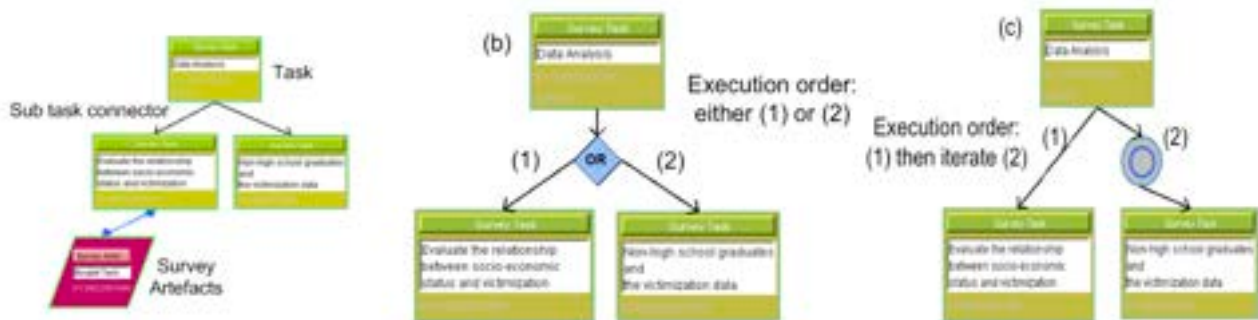 Survey Task
Data Analysis
Task
Sub task connector
Evaluate the relationship
between socio-economic
status and victimization
Non-high school graduates
and
the victimization data
Survey
Artefacts
(b)
Survey Task
Data Analysis
Execution order:
either (1) or (2)
(1)
OR
(2)
Survey Task
Evaluate the relationship
between socio-economic
status and victimization
Survey Task
Non-high school graduates
and
the victimization data
(c)
Survey Task
Data Analysis
Execution order:
(1) then iterate (2)
(1)
(2)
Survey Task
Evaluate the relationship
between socio-economic
status and victimization
Survey Task
Non-high school graduates
and
the victimization data